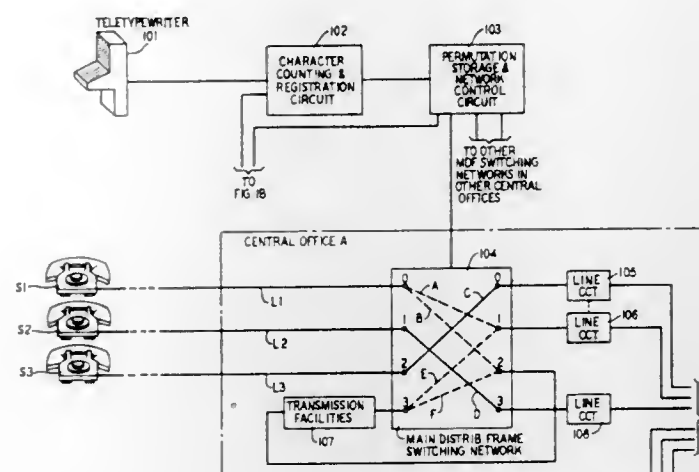 TELETYPEWRITER
101
102
CHARACTER
COUNTING &
REGISTRATION
CIRCUIT
103
PERMUTATION
STORAGE &
NETWORK
CONTROL
CIRCUIT
TO
FIG 1B
TO OTHER
MDF SWITCHING
NETWORKS IN
OTHER CENTRAL
OFFICES
CENTRAL OFFICE A
104
S1
L1
0
A
B
C
0
LINE
CCT
105
S2
L2
1
1
LINE
CCT
106
S3
L3
2
E
2
3
F
D
3
TRANSMISSION
FACILITIES
107
LINE
CCT
108
MAIN DISTRIB FRAME
SWITCHING NETWORK